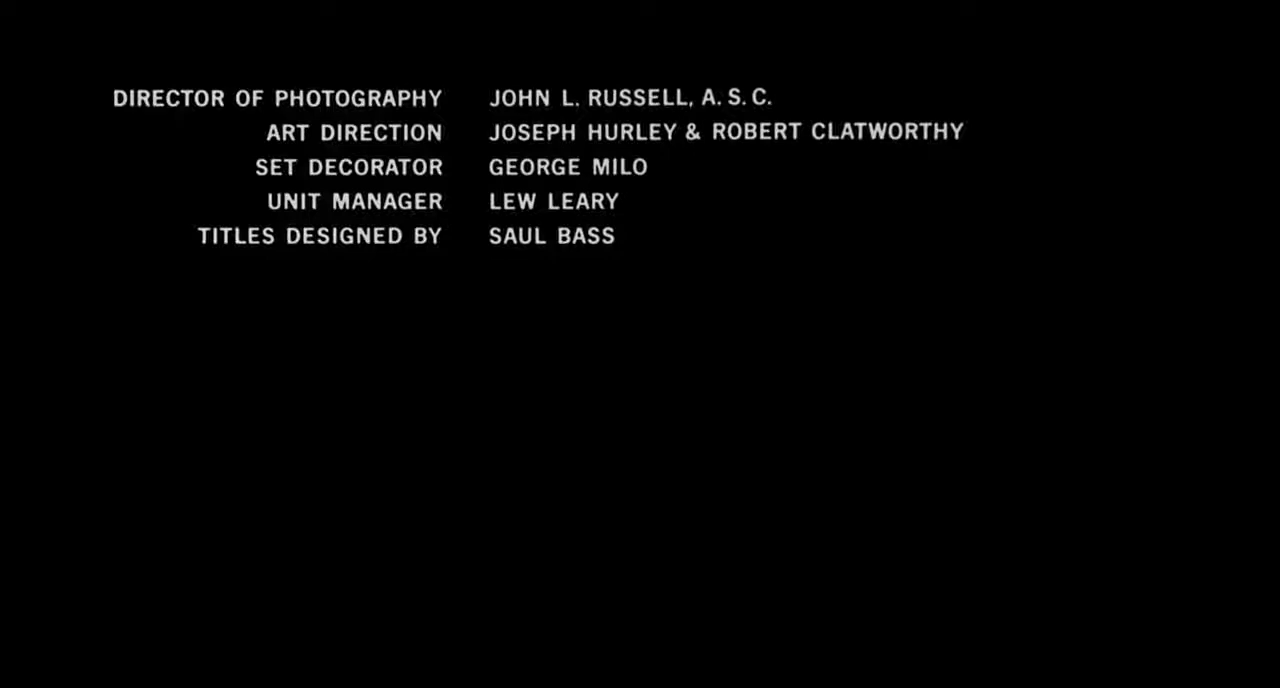 DIRECTOR OF PHOTOGRAPHY JOHN L. RUSSELL, A. S. C.
ART DIRECTION JOSEPH HURLEY & ROBERT CLATWORTHY
SET DECORATOR GEORGE MILO
UNIT MANAGER LEW LEARY
TITLES DESIGNED BY SAUL BASS